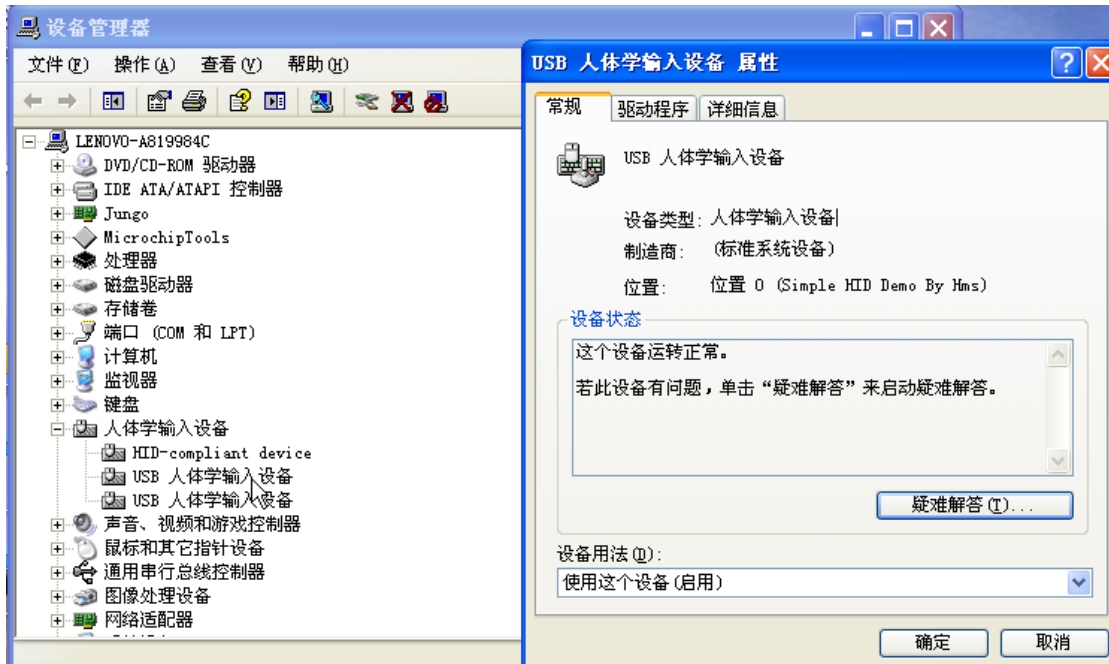 设备管理器
文件(F) 操作(A) 查看(V) 帮助(H)
LENOVO-A819984C
DVD/CD-ROM 驱动器
IDE ATA/ATAPI 控制器
Jungo
MicrochipTools
处理器
磁盘驱动器
存储卷
端口 (COM 和 LPT)
计算机
监视器
键盘
人体学输入设备
HID-compliant device
USB 人体学输入设备
USB 人体学输入设备
声音、视频和游戏控制器
鼠标和其它指针设备
通用串行总线控制器
图像处理设备
网络适配器
USB 人体学输入设备 属性
常规 驱动程序 详细信息
USB 人体学输入设备
设备类型: 人体学输入设备
制造商: (标准系统设备)
位置: 位置 0 (Simple HID Demo By Hms)
设备状态
这个设备运转正常。
若此设备有问题，单击“疑难解答”来启动疑难解答。
疑难解答(T)...
设备用法(D):
使用这个设备(启用)
确定 取消